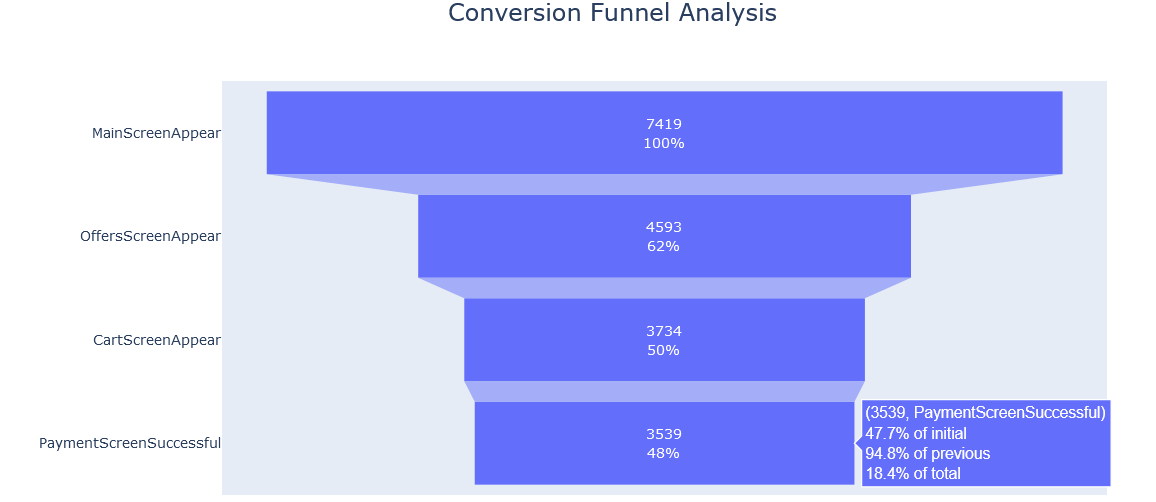 Conversion Funnel Analysis
MainScreenAppear
7419
100%
OffersScreenAppear
4593
62%
CartScreenAppear
3734
50%
PaymentScreenSuccessful
3539
48%
(3539, PaymentScreenSuccessful)
47.7% of initial
94.8% of previous
18.4% of total